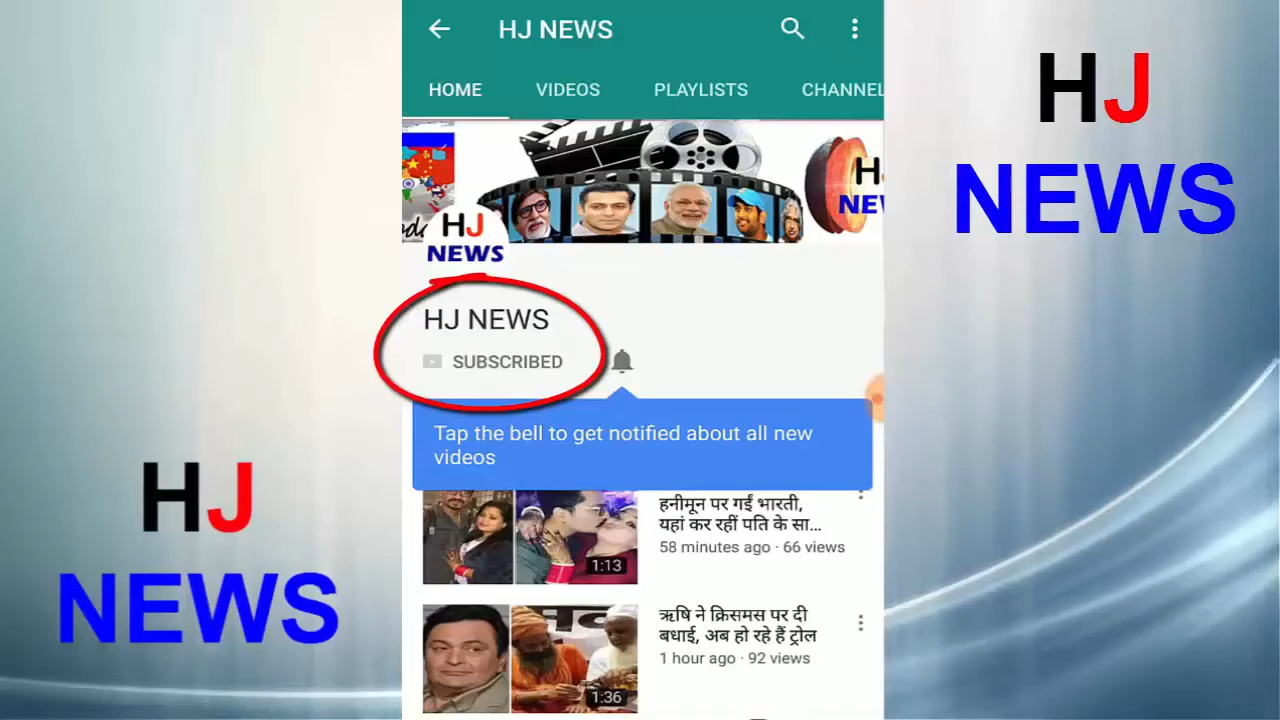 HJ NEWS
HOME VIDEOS PLAYLISTS CHANNEL
HJ
NEWS
HJ
NEWS
HJ
NEWS
HJ NEWS
SUBSCRIBED
Tap the bell to get notified about all new
videos
हनीमून पर गईं भारती,
यहां कर रहीं पति के सा...
58 minutes ago · 66 views
1:13
ऋषि ने क्रिसमस पर दी
बधाई, अब हो रहे हैं ट्रोल
1 hour ago · 92 views
1:36
HJ
NEWS